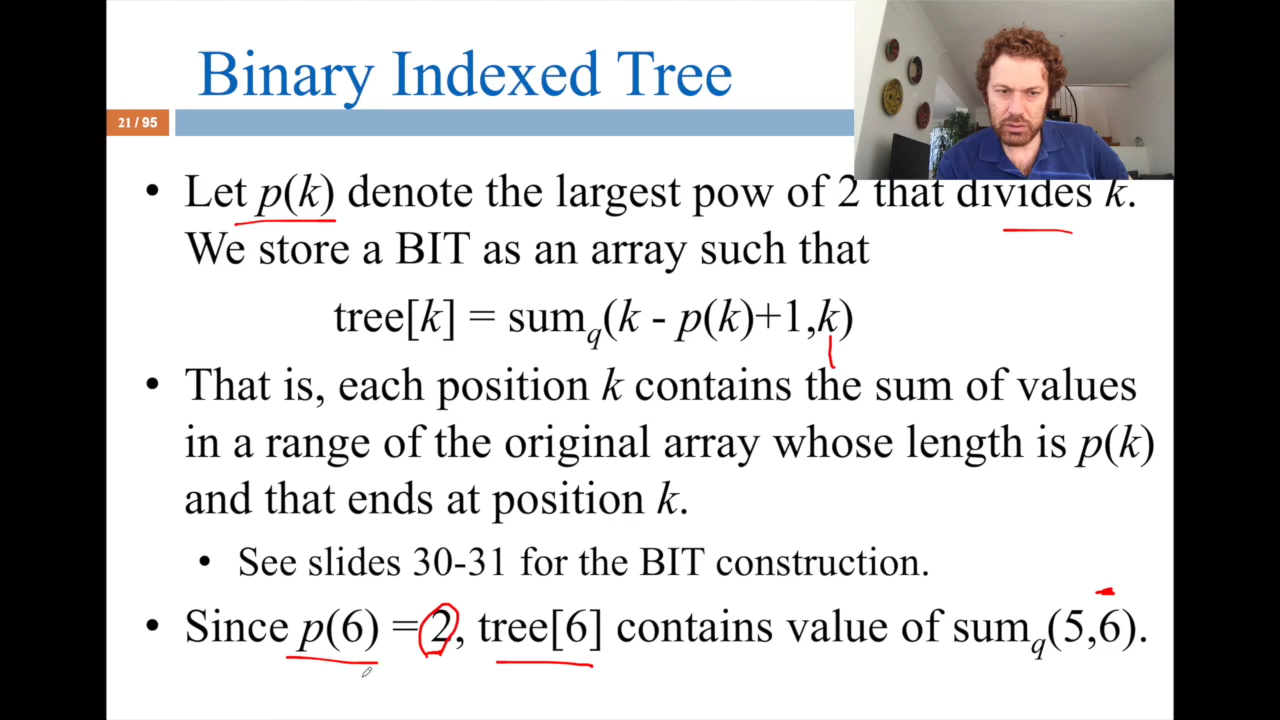 Binary Indexed Tree
21 / 95
• Let p(k) denote the largest pow of 2 that divides k.
We store a BIT as an array such that
tree[k] = sumq(k - p(k)+1,k)
• That is, each position k contains the sum of values
in a range of the original array whose length is p(k)
and that ends at position k.
• See slides 30-31 for the BIT construction.
• Since p(6) = 2, tree[6] contains value of sumq(5,6).